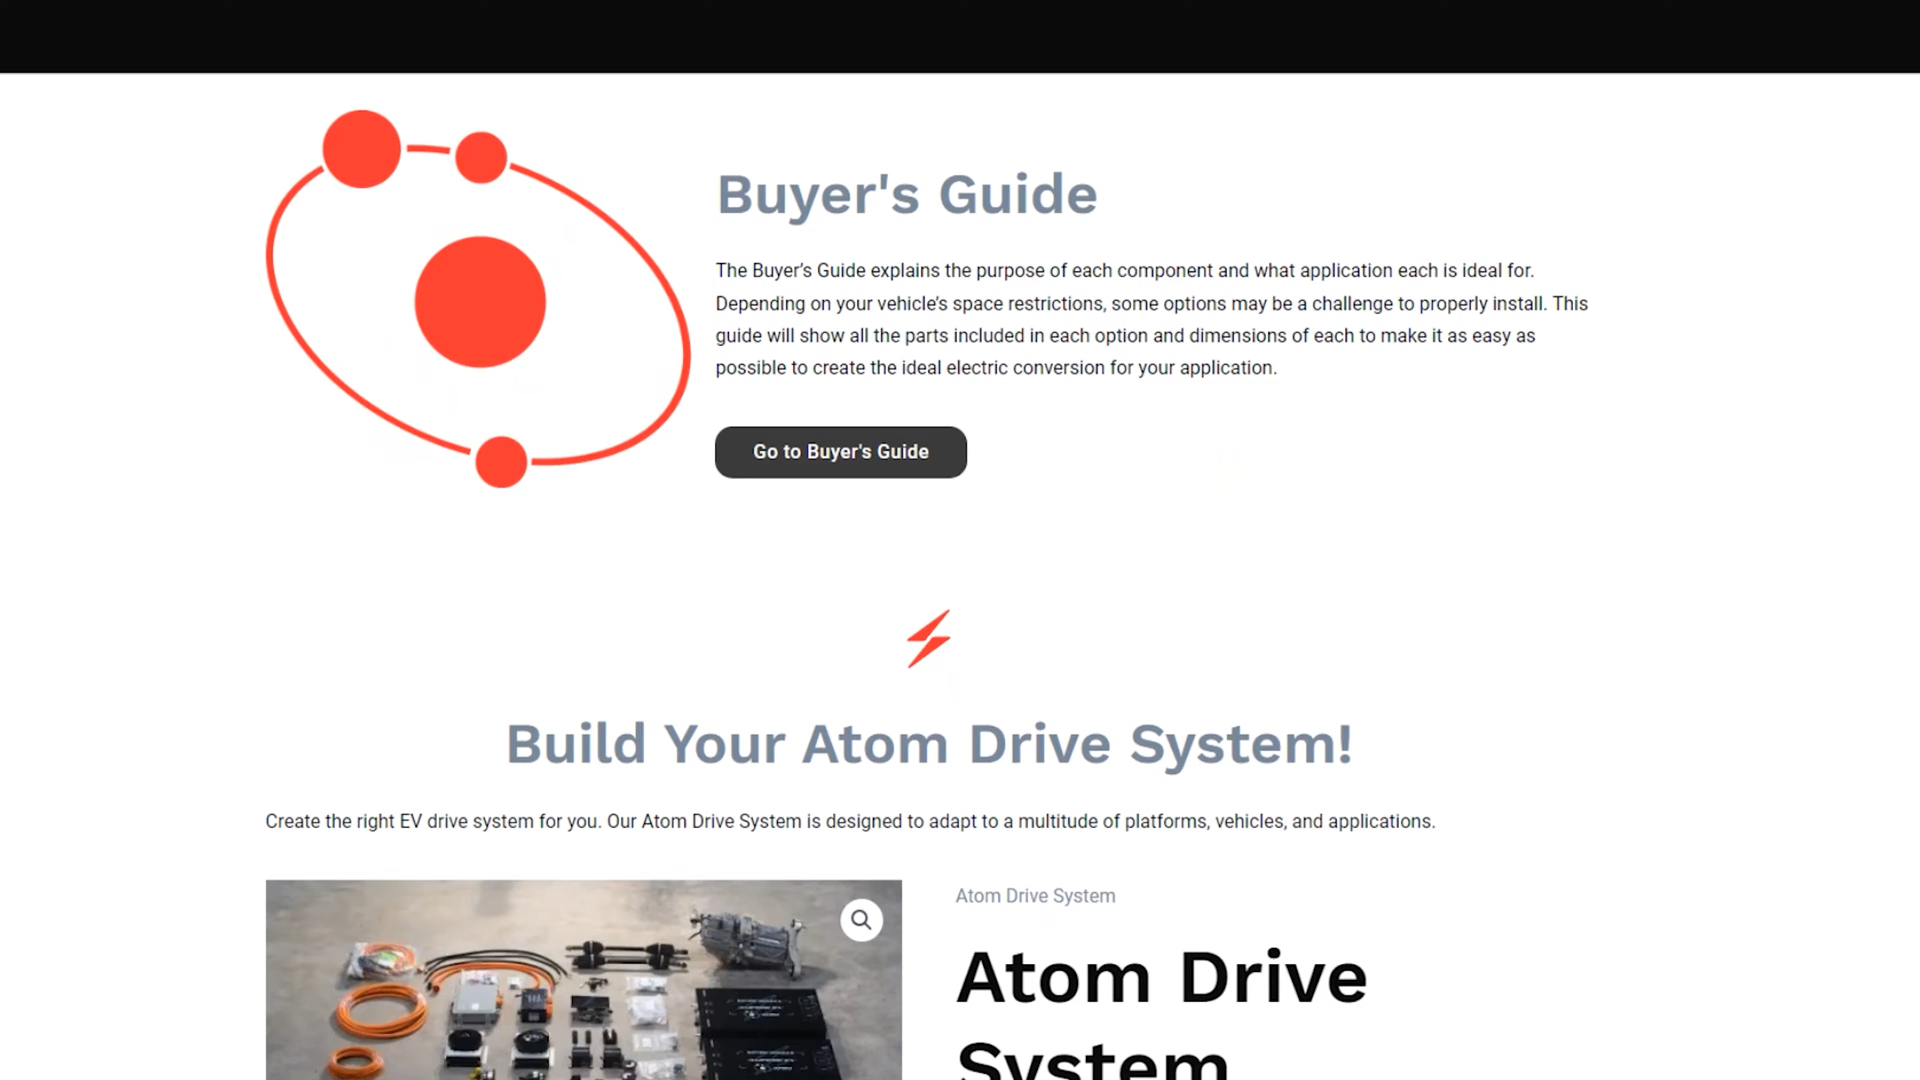 Buyer's Guide
The Buyer’s Guide explains the purpose of each component and what application each is ideal for.
Depending on your vehicle’s space restrictions, some options may be a challenge to properly install. This
guide will show all the parts included in each option and dimensions of each to make it as easy as
possible to create the ideal electric conversion for your application.
Go to Buyer's Guide
Build Your Atom Drive System!
Create the right EV drive system for you. Our Atom Drive System is designed to adapt to a multitude of platforms, vehicles, and applications.
Atom Drive System
Atom Drive
System